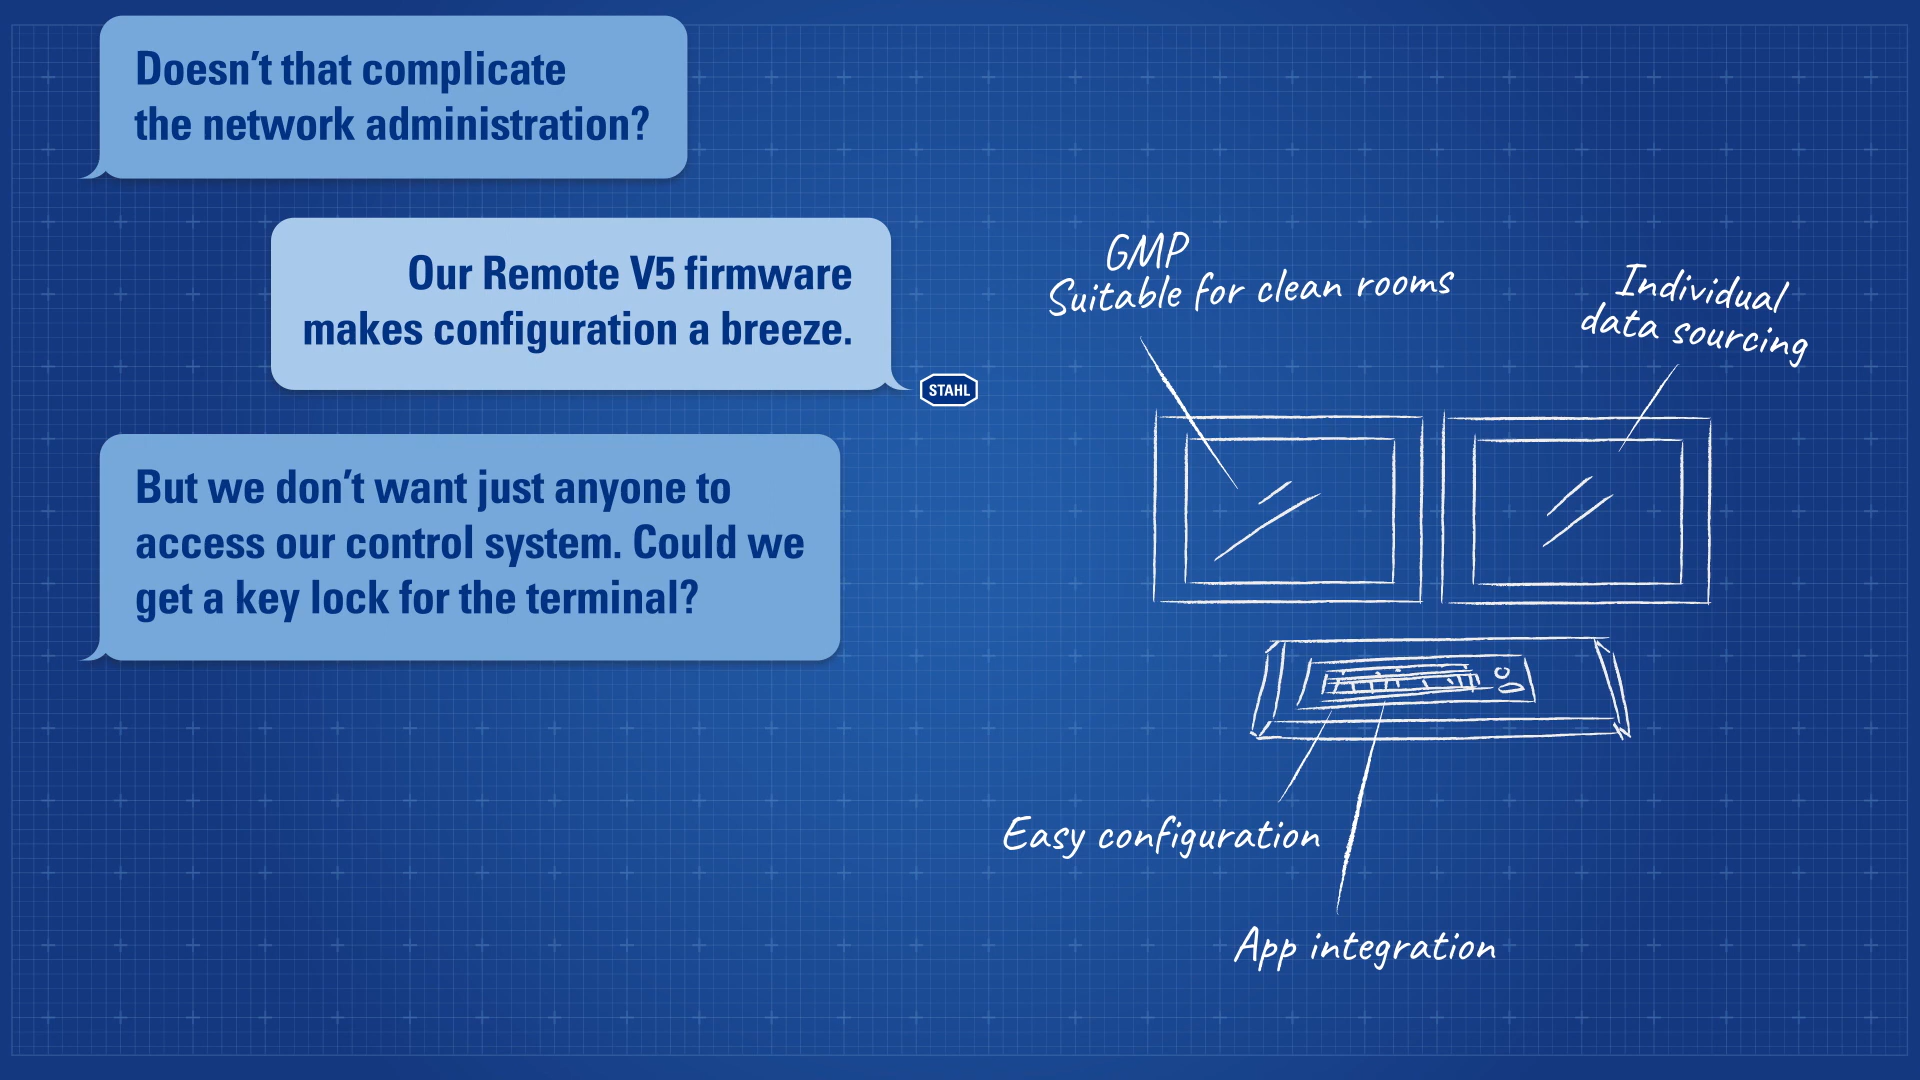 Doesn’t that complicate
the network administration?
Our Remote V5 firmware
makes configuration a breeze.
STAHL
But we don’t want just anyone to
access our control system. Could we
get a key lock for the terminal?
GMP
Suitable for clean rooms
Individual
data sourcing
Easy configuration
App integration